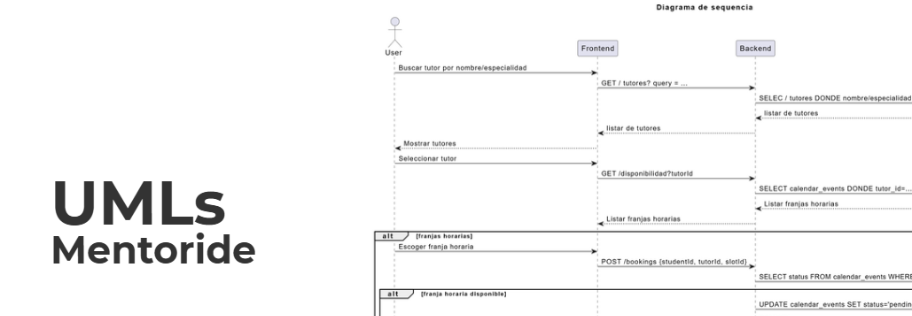 UMLs
Mentoride
Diagrama de secuencia
User
Frontend
Backend
Buscar tutor por nombre/especialidad
GET / tutores? query = ...
SELEC / tutores DONDE nombre/especialidad
listar de tutores
listar de tutores
Mostrar tutores
Seleccionar tutor
GET /disponibilidad?tutorId
SELECT calendar_events DONDE tutor_id=...
Listar franjas horarias
Listar franjas horarias
alt [franjas horarias]
Escoger franja horaria
POST /bookings {studentId, tutorId, slotId}
SELECT status FROM calendar_events WHERE
alt [franja horaria disponible]
UPDATE calendar_events SET status='pendin